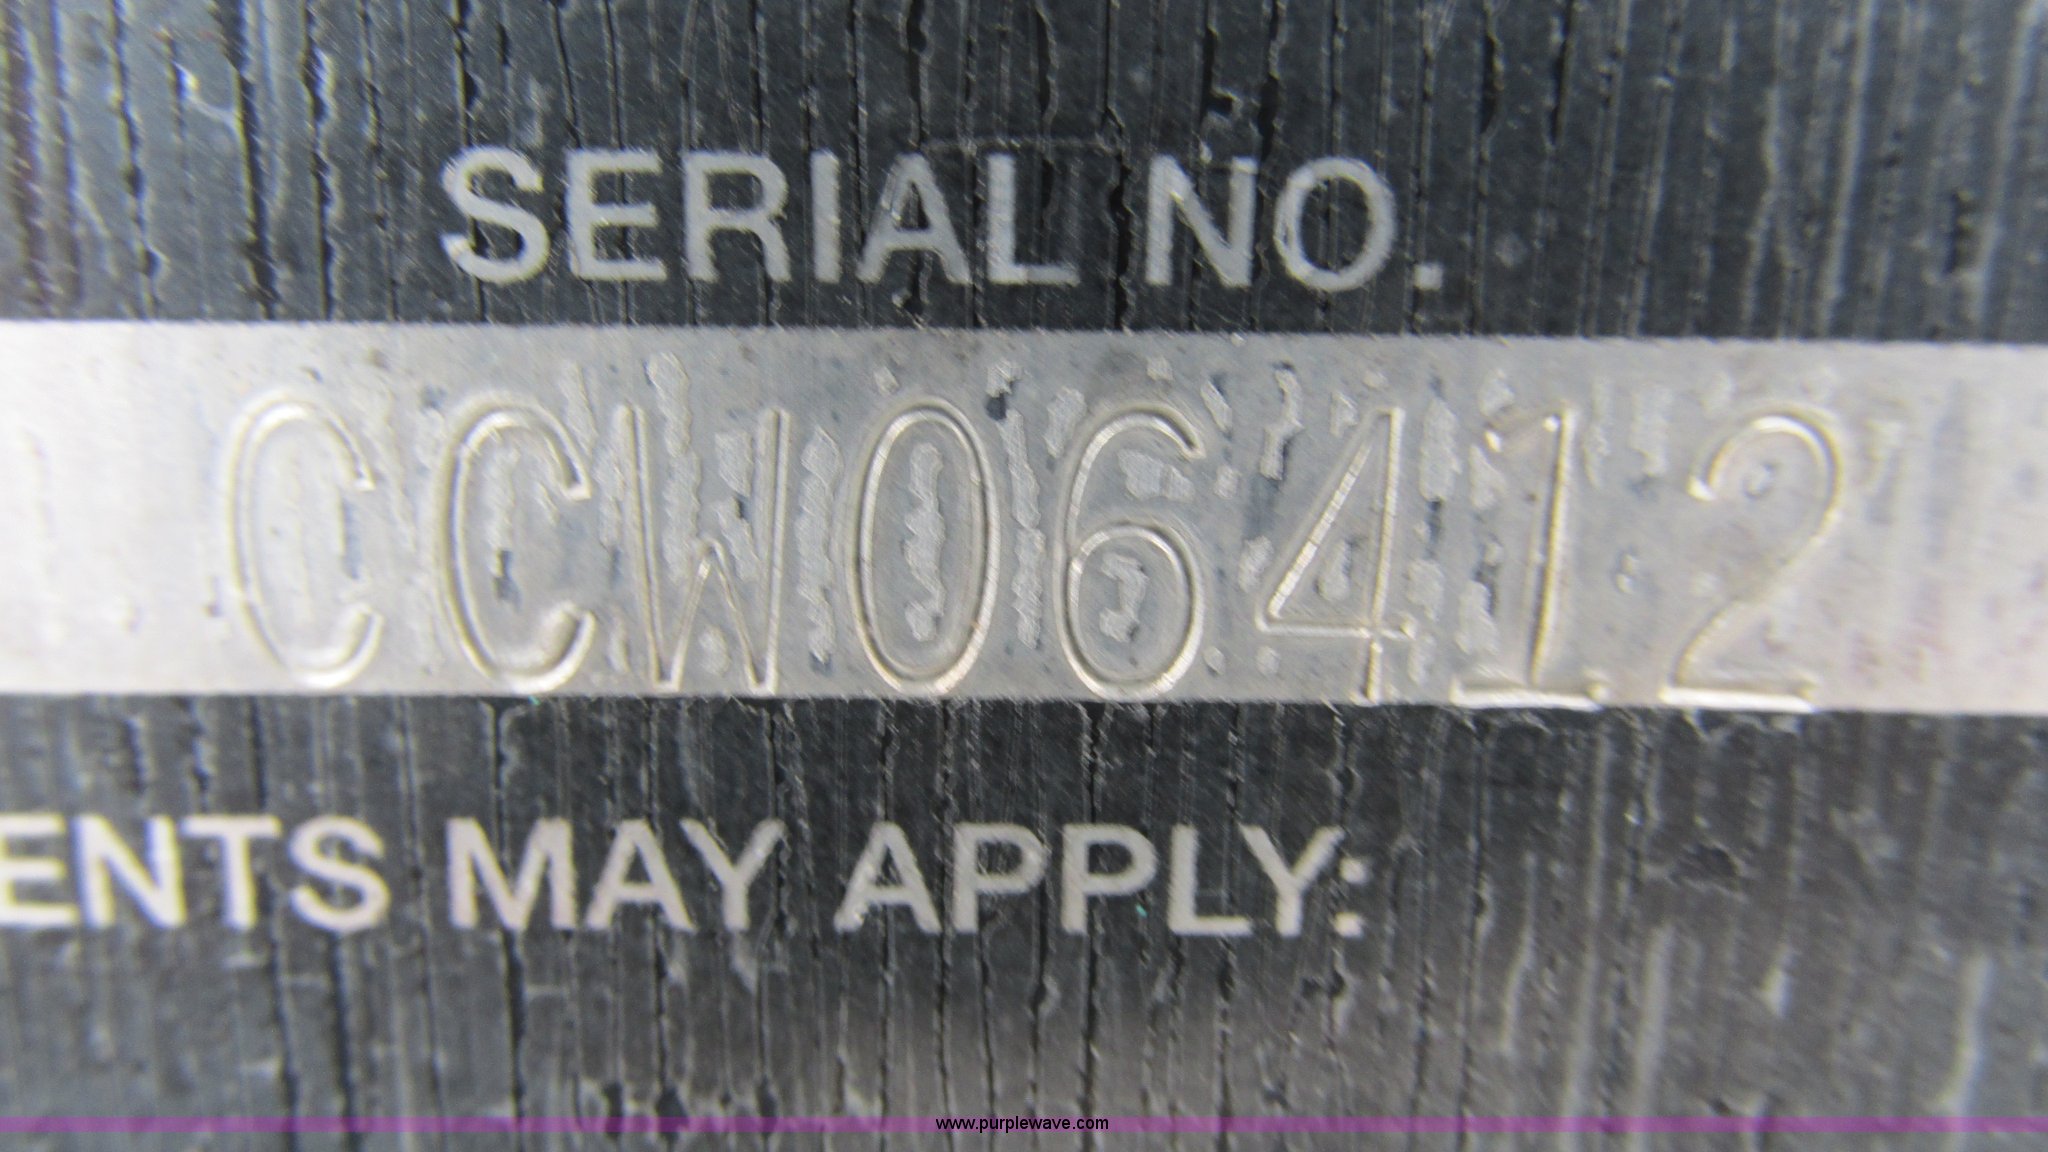 SERIAL NO.
CCW06412
ENTS MAY APPLY:
www.purplewave.com